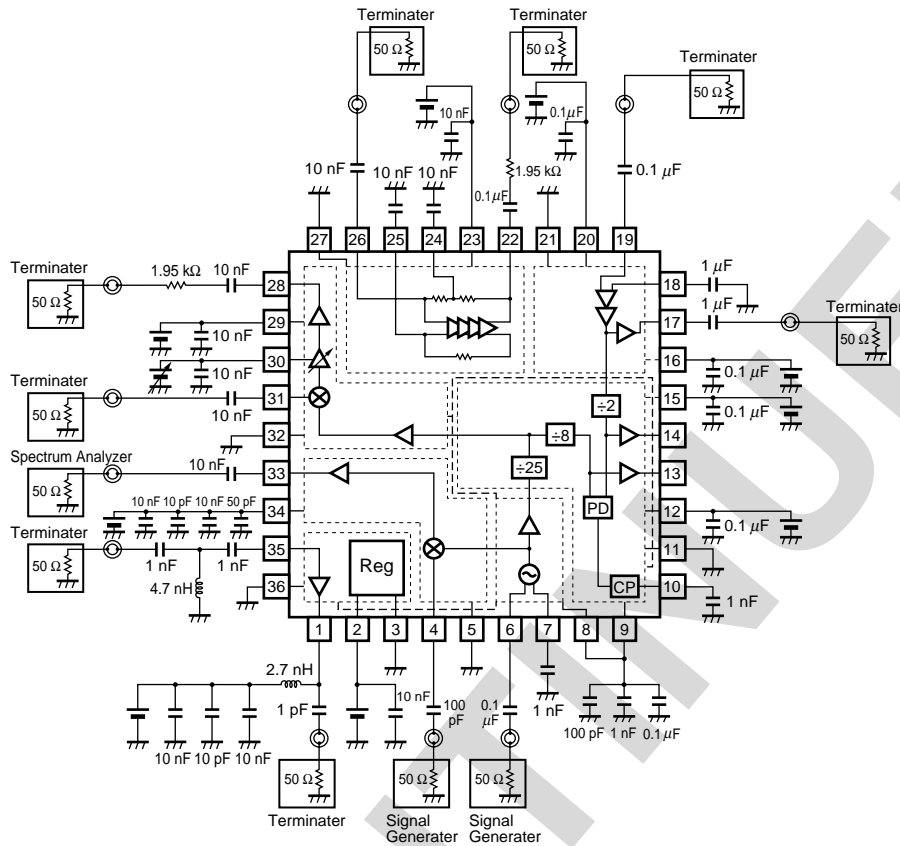 Terminater
50 Ω
Terminater
50 Ω
Terminater
50 Ω
10 nF
0.1 µF
10 nF
10 nF
10 nF
1.95 kΩ
0.1 µF
0.1 µF
27 26 25 24 23 22 21 20 19
Terminater
50 Ω
1.95 kΩ
10 nF
28
29
10 nF
30
10 nF
Terminater
50 Ω
10 nF
31
32
Spectrum Analyzer
50 Ω
10 nF
33
10 nF 10 pF 10 nF 50 pF
34
Terminater
50 Ω
1 nF
1 nF
35
4.7 nH
36
÷2
÷8
÷25
PD
Reg
CP
18
1 µF
17
1 µF
Terminater
50 Ω
16
0.1 µF
15
0.1 µF
14
13
12
0.1 µF
11
10
1 nF
1 2 3 4 5 6 7 8 9
2.7 nH
1 pF
10 nF
10 pF
10 nF
10 nF
100 pF
0.1 µF
1 nF
100 pF
1 nF
0.1 µF
50 Ω
Terminater
50 Ω
Signal Generater
50 Ω
Signal Generater
TINUE